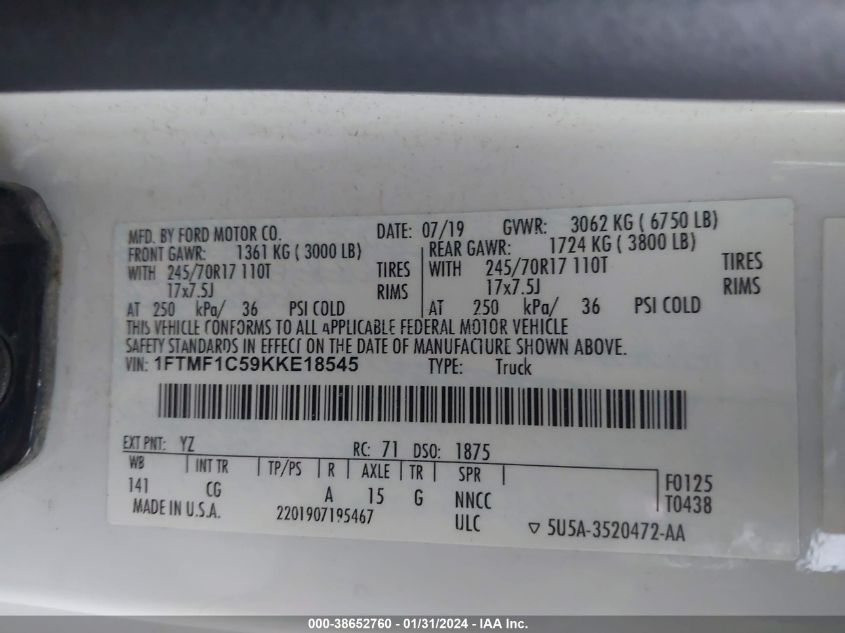 MFD. BY FORD MOTOR CO. DATE: 07/19 GVWR: 3062 KG ( 6750 LB)
FRONT GAWR: 1361 KG ( 3000 LB) REAR GAWR: 1724 KG ( 3800 LB)
WITH 245/70R17 110T TIRES WITH 245/70R17 110T TIRES
17x7.5J RIMS 17x7.5J RIMS
AT 250 kPa/ 36 PSI COLD AT 250 kPa/ 36 PSI COLD
THIS VEHICLE CONFORMS TO ALL APPLICABLE FEDERAL MOTOR VEHICLE
SAFETY STANDARDS IN EFFECT ON THE DATE OF MANUFACTURE SHOWN ABOVE.
VIN: 1FTMF1C59KKE18545 TYPE: Truck
EXT PNT: YZ RC: 71 DSO: 1875
WB INT TR TP/PS R AXLE TR SPR F0125
141 CG A 15 G NNCC T0438
MADE IN U.S.A. 2201907195467 ULC ▽ 5U5A-3520472-AA
000-38652760 - 01/31/2024 - IAA Inc.